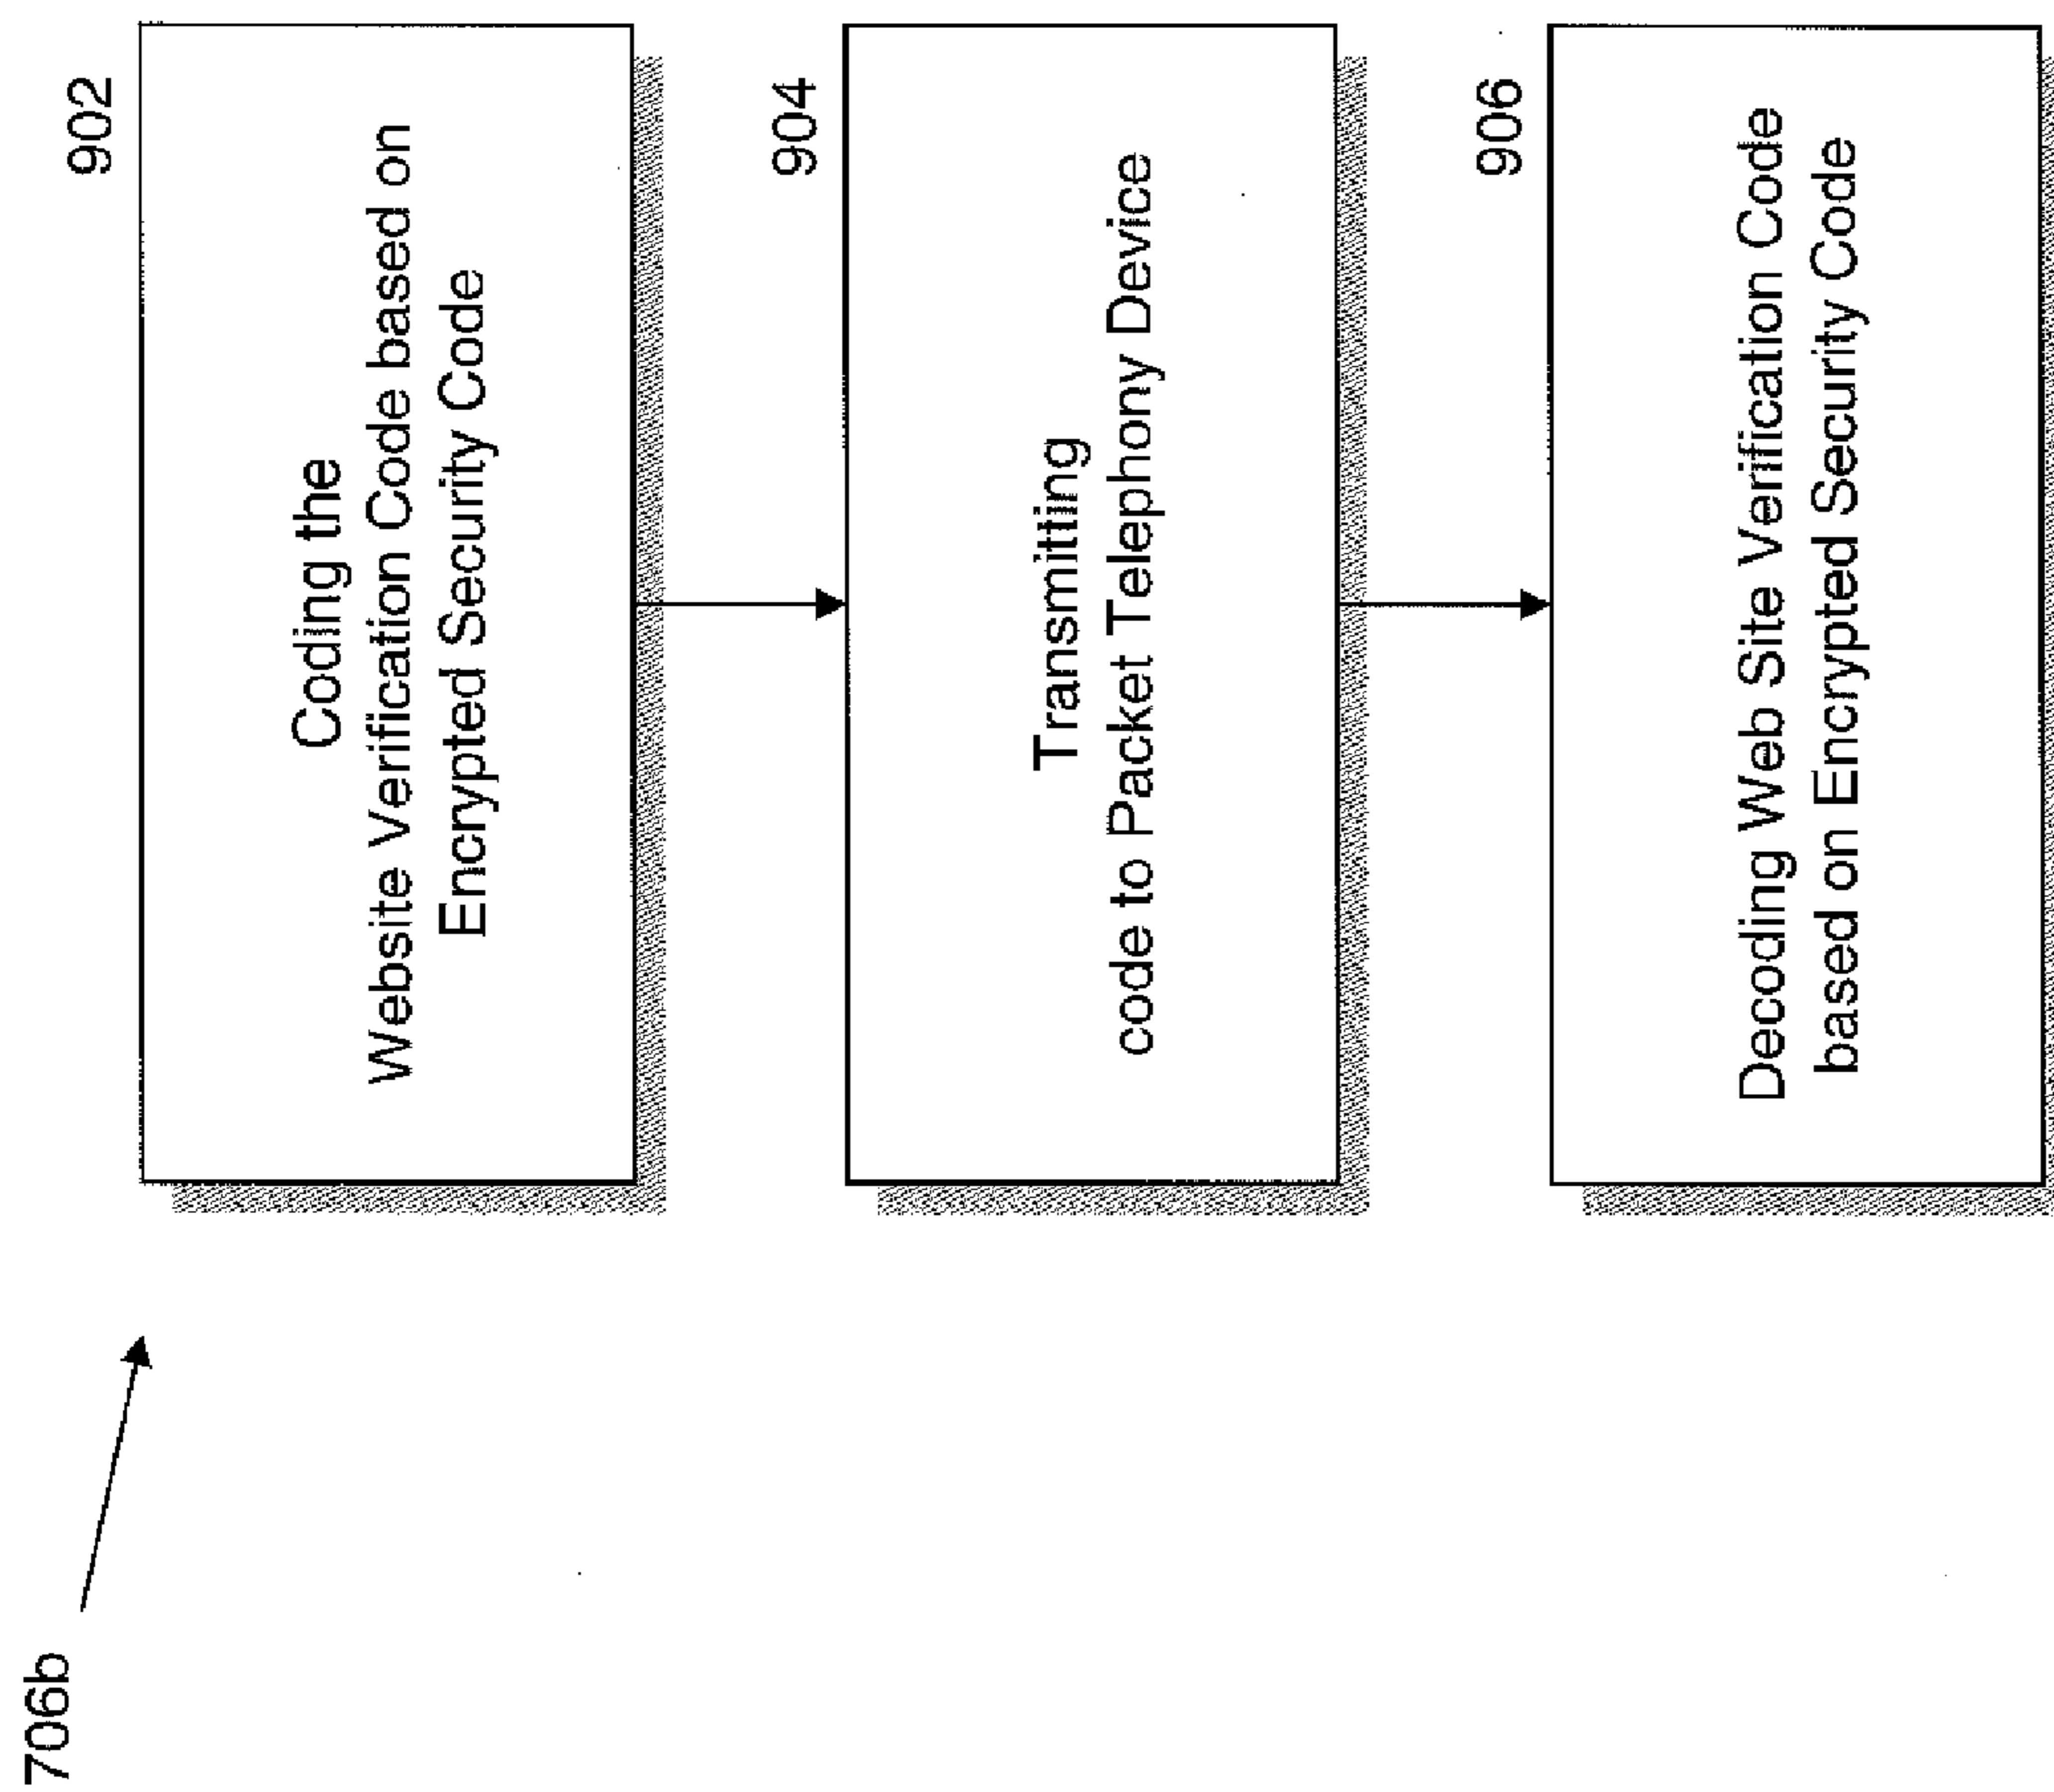 706b
902
Coding the
Website Verification Code based on
Encrypted Security Code
904
Transmitting
code to Packet Telephony Device
906
Decoding Web Site Verification Code
based on Encrypted Security Code